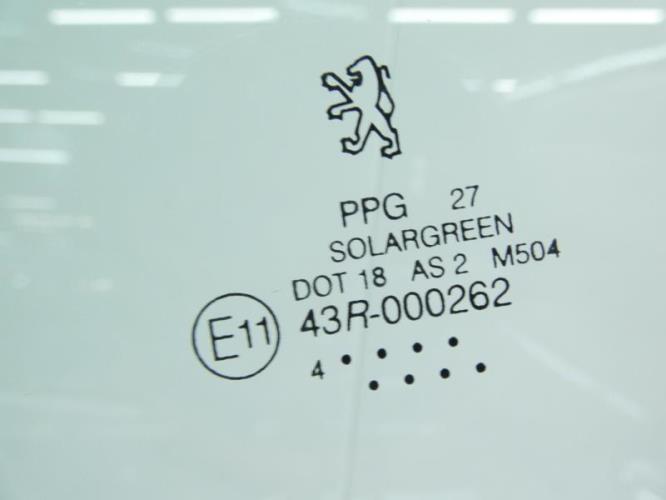 PPG 27
SOLARGREEN
DOT 18 AS 2 M504
E11 43R-000262
4